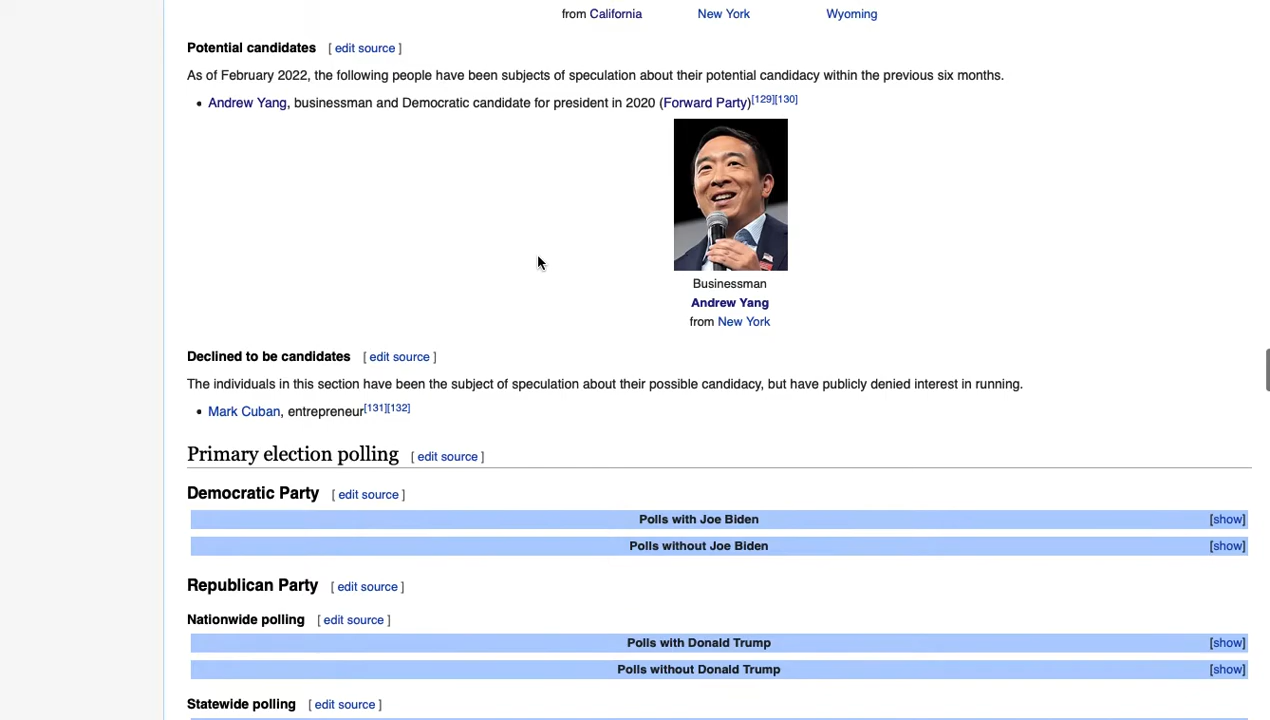 from California New York Wyoming
Potential candidates [ edit source ]
As of February 2022, the following people have been subjects of speculation about their potential candidacy within the previous six months.
• Andrew Yang, businessman and Democratic candidate for president in 2020 (Forward Party)[129][130]
Businessman
Andrew Yang
from New York
Declined to be candidates [ edit source ]
The individuals in this section have been the subject of speculation about their possible candidacy, but have publicly denied interest in running.
• Mark Cuban, entrepreneur[131][132]
Primary election polling [ edit source ]
Democratic Party [ edit source ]
Polls with Joe Biden [show]
Polls without Joe Biden [show]
Republican Party [ edit source ]
Nationwide polling [ edit source ]
Polls with Donald Trump [show]
Polls without Donald Trump [show]
Statewide polling [ edit source ]